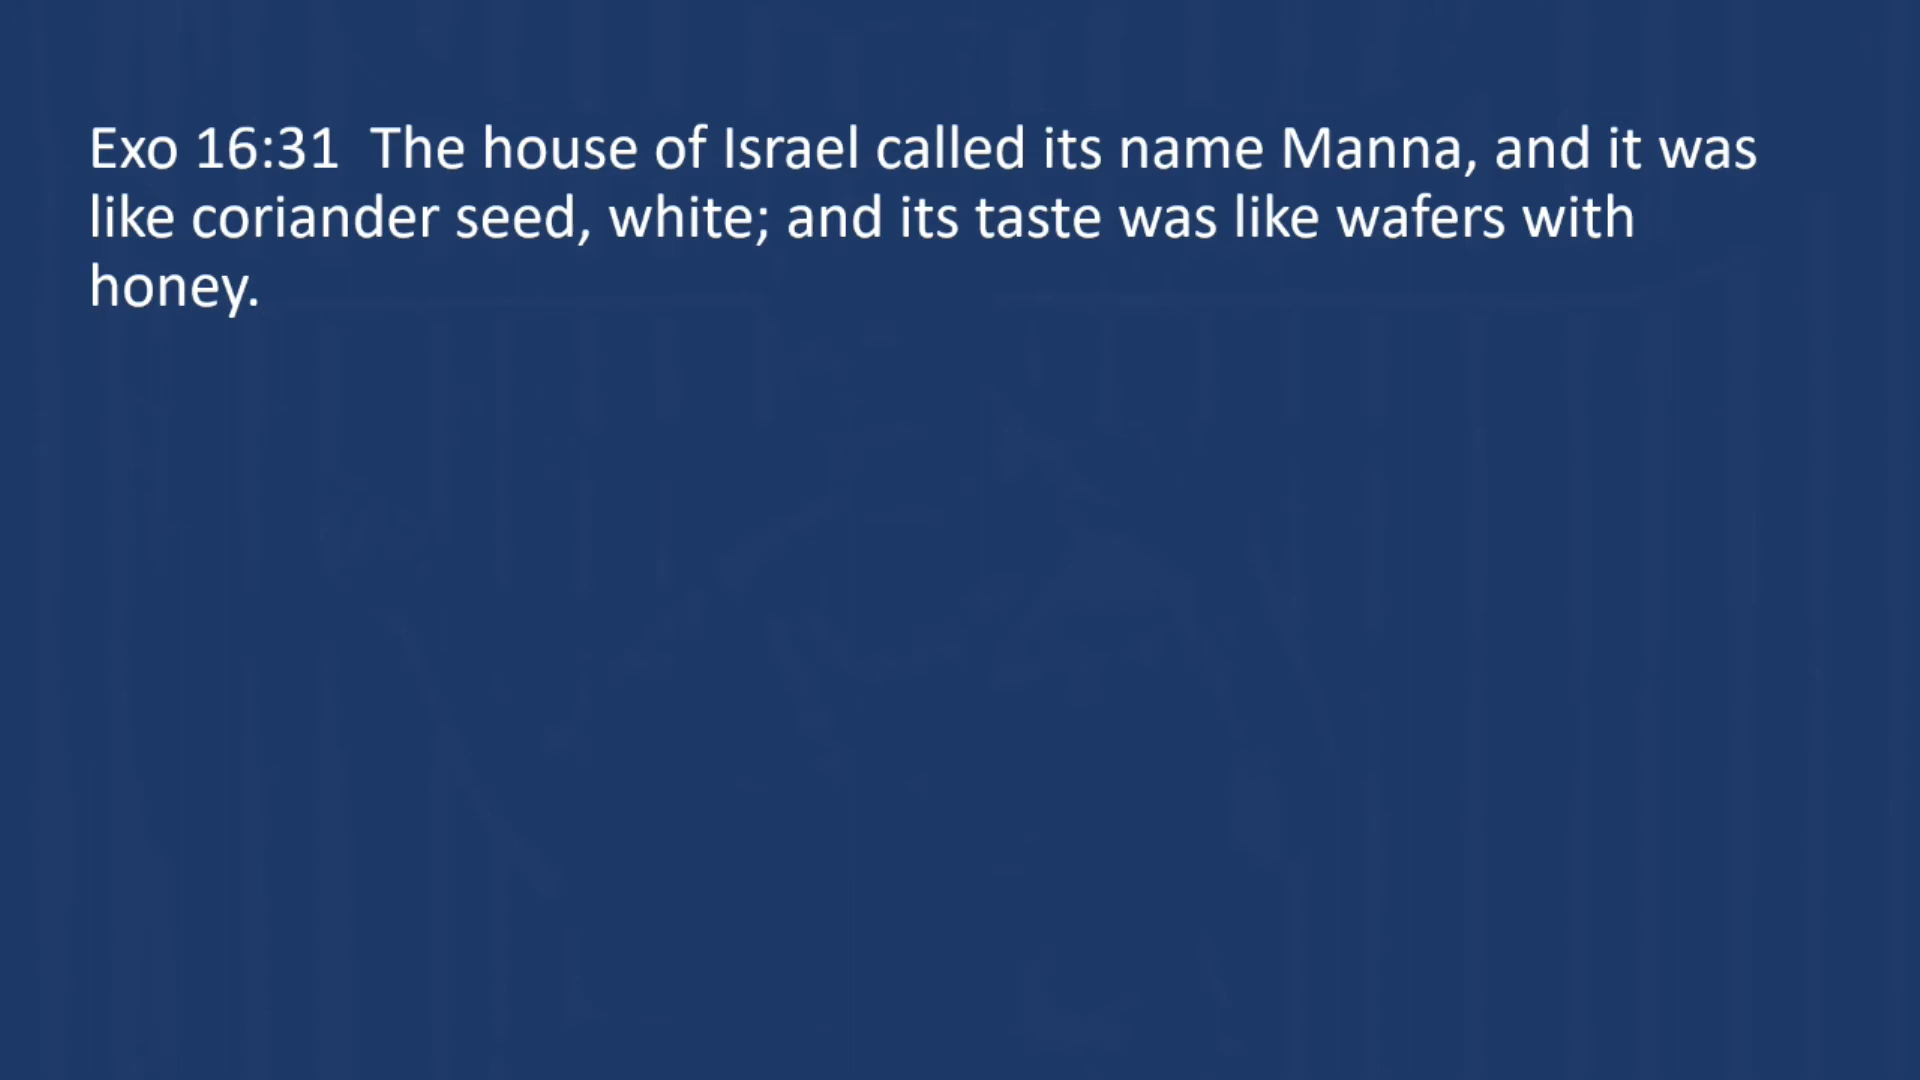 Exo 16:31  The house of Israel called its name Manna, and it was
like coriander seed, white; and its taste was like wafers with
honey.